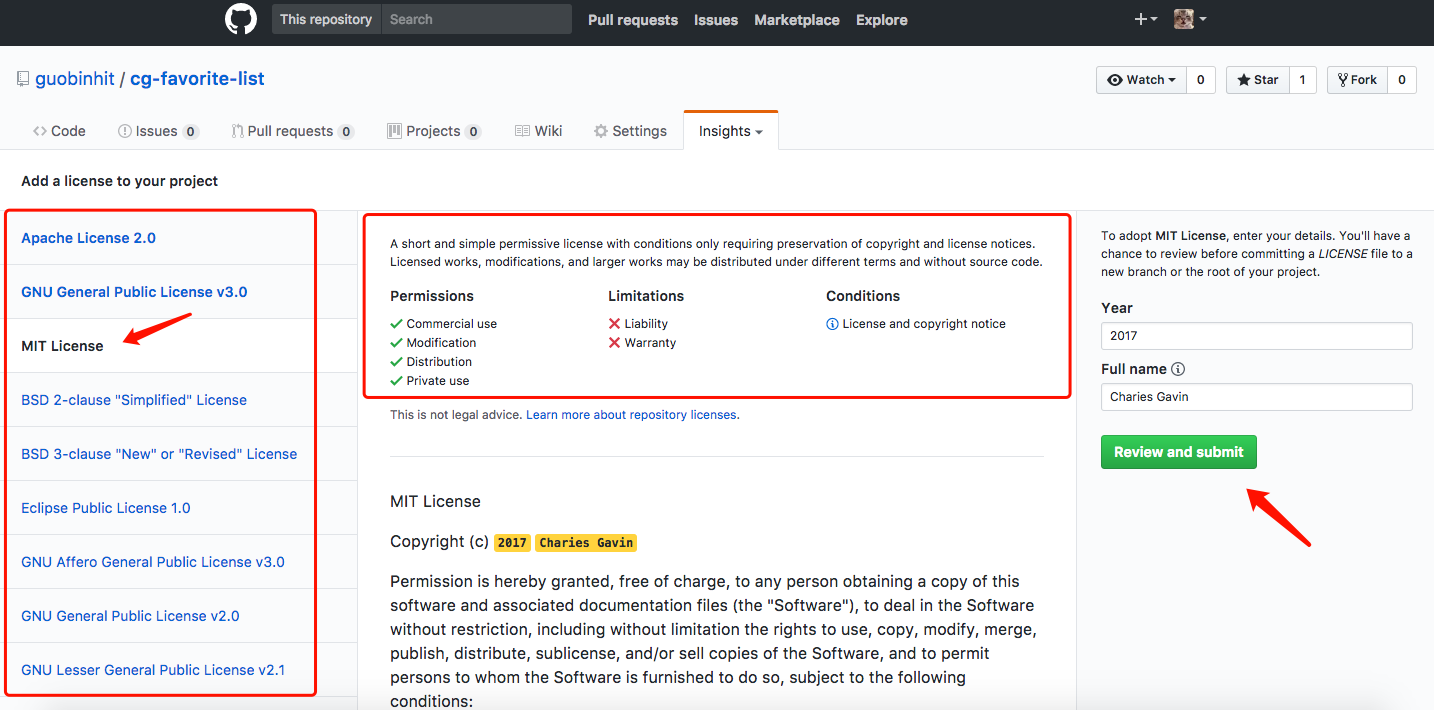 This repository Search Pull requests Issues Marketplace Explore
guobinhit / cg-favorite-list
Watch 0 Star 1 Fork 0
Code Issues 0 Pull requests 0 Projects 0 Wiki Settings Insights
Add a license to your project
Apache License 2.0
GNU General Public License v3.0
MIT License
BSD 2-clause "Simplified" License
BSD 3-clause "New" or "Revised" License
Eclipse Public License 1.0
GNU Affero General Public License v3.0
GNU General Public License v2.0
GNU Lesser General Public License v2.1
A short and simple permissive license with conditions only requiring preservation of copyright and license notices.
Licensed works, modifications, and larger works may be distributed under different terms and without source code.
Permissions
Commercial use
Modification
Distribution
Private use
Limitations
Liability
Warranty
Conditions
License and copyright notice
This is not legal advice. Learn more about repository licenses.
MIT License
Copyright (c) 2017 Charies Gavin
Permission is hereby granted, free of charge, to any person obtaining a copy of this
software and associated documentation files (the "Software"), to deal in the Software
without restriction, including without limitation the rights to use, copy, modify, merge,
publish, distribute, sublicense, and/or sell copies of the Software, and to permit
persons to whom the Software is furnished to do so, subject to the following
conditions:
To adopt MIT License, enter your details. You'll have a
chance to review before committing a LICENSE file to a
new branch or the root of your project.
Year
2017
Full name
Charies Gavin
Review and submit